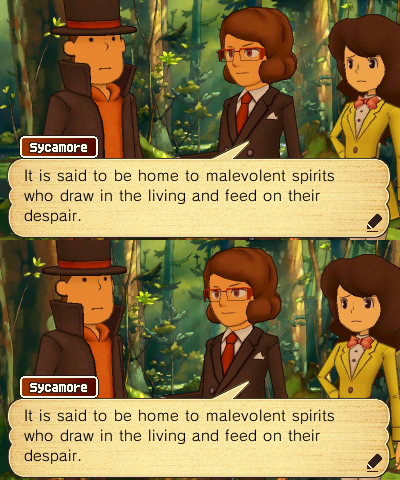 Sycamore
It is said to be home to malevolent spirits
who draw in the living and feed on their
despair.
Sycamore
It is said to be home to malevolent spirits
who draw in the living and feed on their
despair.